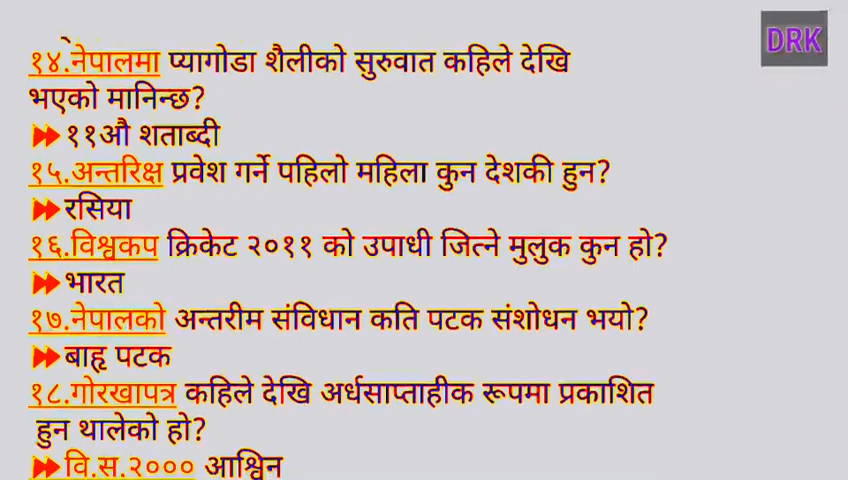 DRK
१४.नेपालमा प्यागोडा शैलीको सुरुवात कहिले देखि
भएको मानिन्छ?
११औ शताब्दी
१५.अन्तरिक्ष प्रवेश गर्ने पहिलो महिला कुन देशकी हुन?
रसिया
१६.विश्वकप क्रिकेट २०११ को उपाधी जित्ने मुलुक कुन हो?
भारत
१७.नेपालको अन्तरीम संविधान कति पटक संशोधन भयो?
बाहृ पटक
१८.गोरखापत्र कहिले देखि अर्धसाप्ताहीक रूपमा प्रकाशित
हुन थालेको हो?
वि.स.२००० आश्विन